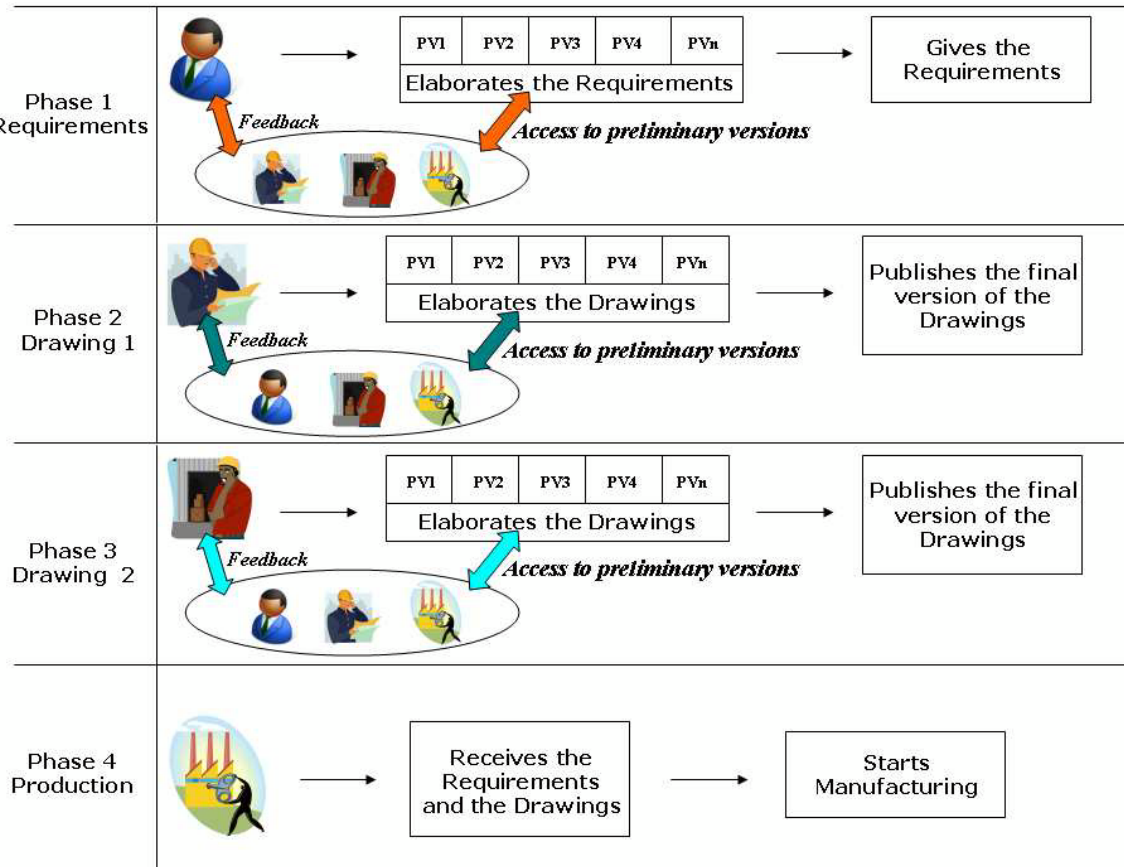 Phase 1
Requirements
PV1 PV2 PV3 PV4 PVn
Elaborates the Requirements
Gives the
Requirements
Feedback
Access to preliminary versions
Phase 2
Drawing 1
PV1 PV2 PV3 PV4 PVn
Elaborates the Drawings
Publishes the final
version of the
Drawings
Feedback
Access to preliminary versions
Phase 3
Drawing 2
PV1 PV2 PV3 PV4 PVn
Elaborates the Drawings
Publishes the final
version of the
Drawings
Feedback
Access to preliminary versions
Phase 4
Production
Receives the
Requirements
and the Drawings
Starts
Manufacturing